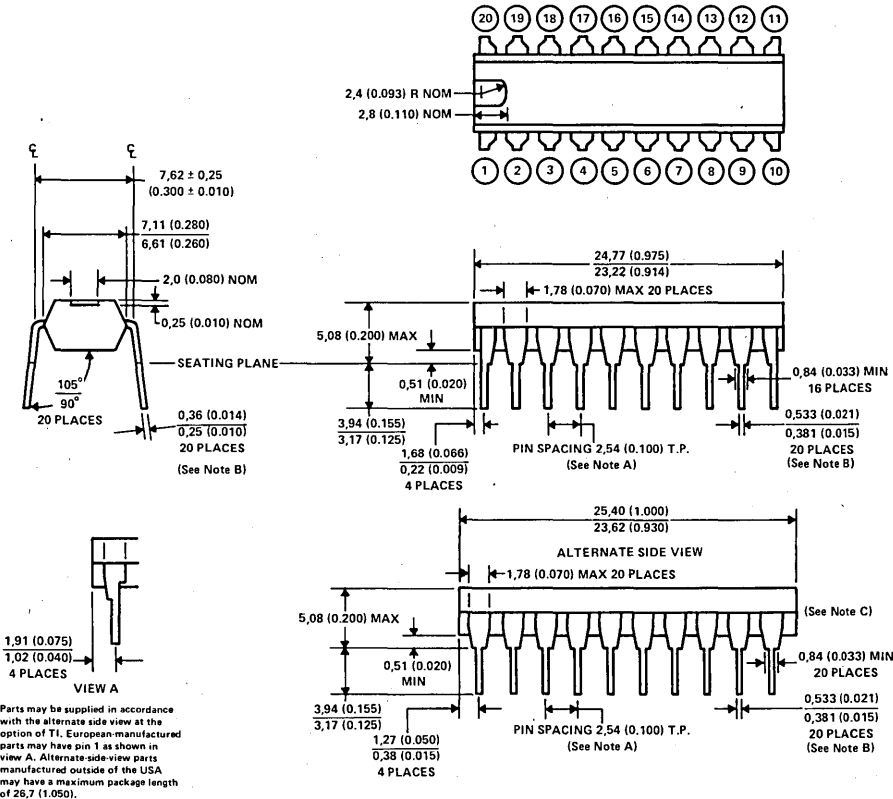 20 19 18 17 16 15 14 13 12 11
2,4 (0.093) R NOM
2,8 (0.110) NOM
1 2 3 4 5 6 7 8 9 10
℄ ℄
7,62 ± 0,25
(0.300 ± 0.010)
7,11 (0.280)
6,61 (0.260)
2,0 (0.080) NOM
0,25 (0.010) NOM
SEATING PLANE
105°
90°
20 PLACES
0,36 (0.014)
0,25 (0.010)
20 PLACES
(See Note B)
24,77 (0.975)
23,22 (0.914)
1,78 (0.070) MAX 20 PLACES
5,08 (0.200) MAX
0,51 (0.020)
MIN
3,94 (0.155)
3,17 (0.125)
1,68 (0.066)
0,22 (0.009)
4 PLACES
PIN SPACING 2,54 (0.100) T.P.
(See Note A)
0,84 (0.033) MIN
16 PLACES
0,533 (0.021)
0,381 (0.015)
20 PLACES
(See Note B)
25,40 (1.000)
23,62 (0.930)
ALTERNATE SIDE VIEW
1,78 (0.070) MAX 20 PLACES
5,08 (0.200) MAX
(See Note C)
0,51 (0.020)
MIN
0,84 (0.033) MIN
20 PLACES
3,94 (0.155)
3,17 (0.125)
1,27 (0.050)
0,38 (0.015)
4 PLACES
PIN SPACING 2,54 (0.100) T.P.
(See Note A)
0,533 (0.021)
0,381 (0.015)
20 PLACES
(See Note B)
1,91 (0.075)
1,02 (0.040)
4 PLACES
VIEW A
Parts may be supplied in accordance
with the alternate side view at the
option of TI. European-manufactured
parts may have pin 1 as shown in
view A. Alternate-side-view parts
manufactured outside of the USA
may have a maximum package length
of 26,7 (1.050).